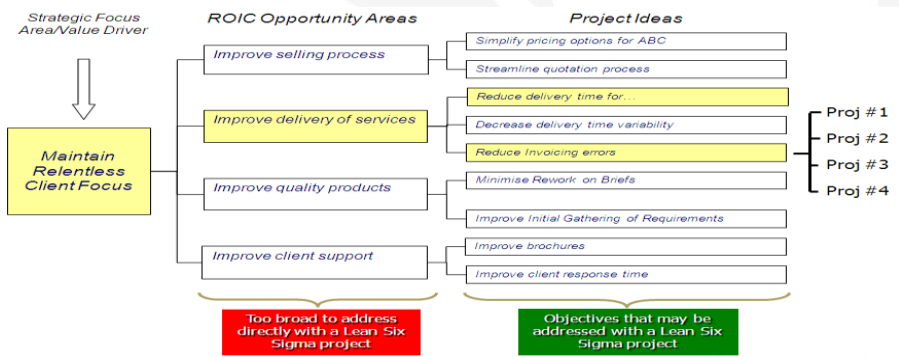 Strategic Focus
Area/Value Driver
ROIC Opportunity Areas
Project Ideas
Maintain
Relentless
Client Focus
Improve selling process
Simplify pricing options for ABC
Streamline quotation process
Improve delivery of services
Reduce delivery time for...
Decrease delivery time variability
Reduce Invoicing errors
Proj #1
Proj #2
Proj #3
Proj #4
Improve quality products
Minimise Rework on Briefs
Improve Initial Gathering of Requirements
Improve client support
Improve brochures
Improve client response time
Too broad to address
directly with a Lean Six
Sigma project
Objectives that may be
addressed with a Lean Six
Sigma project